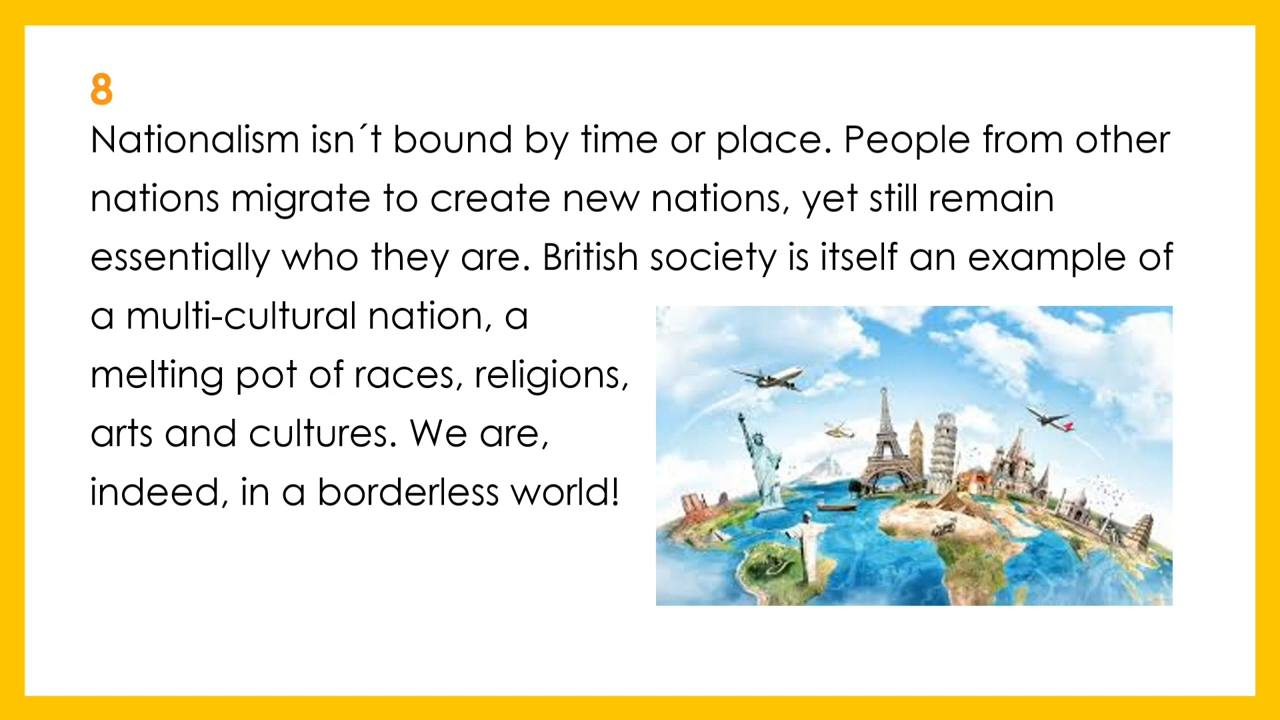 8
Nationalism isn´t bound by time or place. People from other
nations migrate to create new nations, yet still remain
essentially who they are. British society is itself an example of
a multi-cultural nation, a
melting pot of races, religions,
arts and cultures. We are,
indeed, in a borderless world!